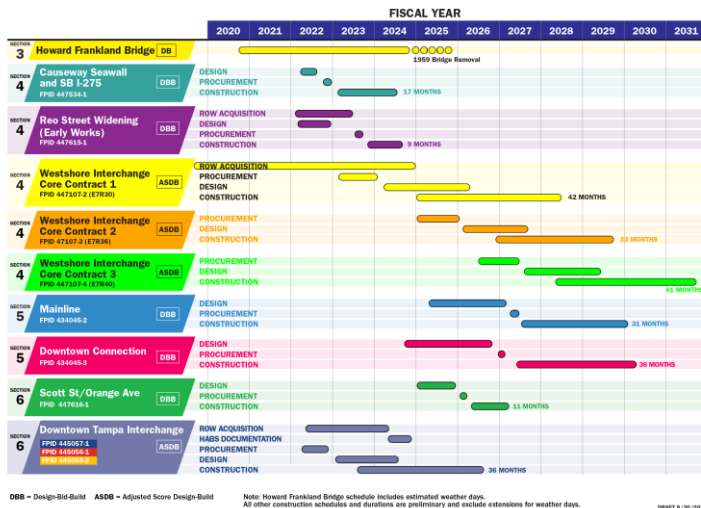 FISCAL YEAR
2020 2021 2022 2023 2024 2025 2026 2027 2028 2029 2030 2031
SECTION 3 Howard Frankland Bridge DB
1959 Bridge Removal
SECTION 4 Causeway Seawall and SB I-275 DBB
FPID 447534-1
DESIGN
PROCUREMENT
CONSTRUCTION 17 MONTHS
SECTION 4 Reo Street Widening (Early Works) DBB
FPID 447615-1
ROW ACQUISITION
DESIGN
PROCUREMENT
CONSTRUCTION 9 MONTHS
SECTION 4 Westshore Interchange Core Contract 1 ASDB
FPID 447107-2 (E7R30)
ROW ACQUISITION
PROCUREMENT
DESIGN
CONSTRUCTION 42 MONTHS
SECTION 4 Westshore Interchange Core Contract 2 ASDB
FPID 47107-3 (E7R36)
PROCUREMENT
DESIGN
CONSTRUCTION 33 MONTHS
SECTION 4 Westshore Interchange Core Contract 3 ASDB
FPID 447107-4 (E7R40)
PROCUREMENT
DESIGN
CONSTRUCTION 41 MONTHS
SECTION 5 Mainline DBB
FPID 434045-2
DESIGN
PROCUREMENT
CONSTRUCTION 31 MONTHS
SECTION 5 Downtown Connection DBB
FPID 434045-3
DESIGN
PROCUREMENT
CONSTRUCTION 36 MONTHS
SECTION 6 Scott St/Orange Ave DBB
FPID 447616-1
DESIGN
PROCUREMENT
CONSTRUCTION 11 MONTHS
SECTION 6 Downtown Tampa Interchange ASDB
FPID 445057-1
FPID 445056-1
FPID 445056-2
ROW ACQUISITION
HABS DOCUMENTATION
PROCUREMENT
DESIGN
CONSTRUCTION 36 MONTHS
DBB = Design-Bid-Build ASDB = Adjusted Score Design-Build
Note: Howard Frankland Bridge schedule includes estimated weather days.
All other construction schedules and durations are preliminary and exclude extensions for weather days.
DRAFT